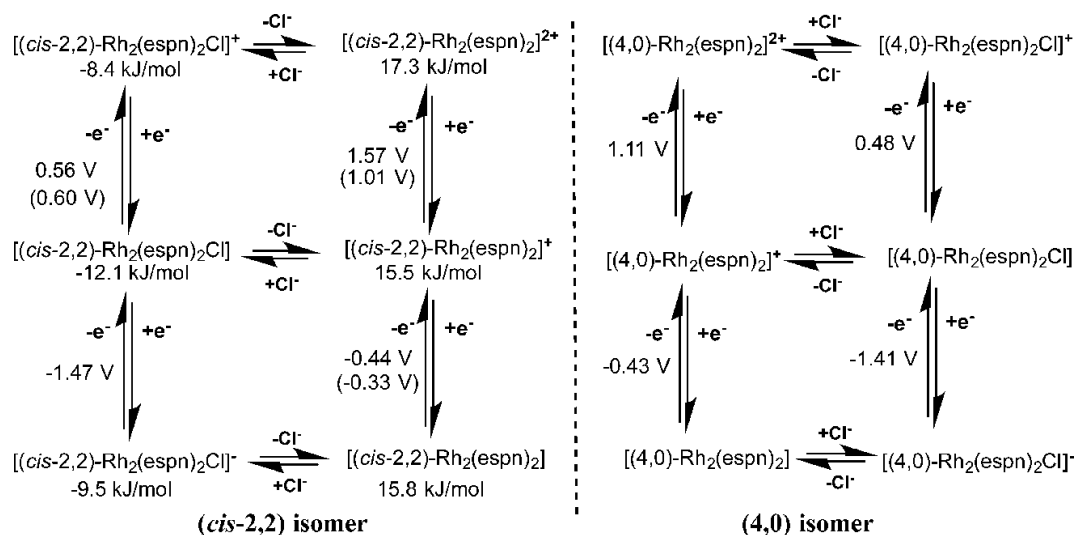 -Cl⁻
[(cis-2,2)-Rh₂(espn)₂Cl]⁺
-8.4 kJ/mol
+Cl⁻
[(cis-2,2)-Rh₂(espn)₂]²⁺
17.3 kJ/mol
-e⁻ +e⁻
0.56 V
(0.60 V)
-e⁻ +e⁻
1.57 V
(1.01 V)
-Cl⁻
[(cis-2,2)-Rh₂(espn)₂Cl]
-12.1 kJ/mol
+Cl⁻
[(cis-2,2)-Rh₂(espn)₂]⁺
15.5 kJ/mol
-e⁻ +e⁻
-1.47 V
-e⁻ +e⁻
-0.44 V
(-0.33 V)
-Cl⁻
[(cis-2,2)-Rh₂(espn)₂Cl]⁻
-9.5 kJ/mol
+Cl⁻
[(cis-2,2)-Rh₂(espn)₂]
15.8 kJ/mol
(cis-2,2) isomer
+Cl⁻
[(4,0)-Rh₂(espn)₂]²⁺
-Cl⁻
[(4,0)-Rh₂(espn)₂Cl]⁺
-e⁻ +e⁻
1.11 V
-e⁻ +e⁻
0.48 V
+Cl⁻
[(4,0)-Rh₂(espn)₂]⁺
-Cl⁻
[(4,0)-Rh₂(espn)₂Cl]
-e⁻ +e⁻
-0.43 V
-e⁻ +e⁻
-1.41 V
+Cl⁻
[(4,0)-Rh₂(espn)₂]
-Cl⁻
[(4,0)-Rh₂(espn)₂Cl]⁻
(4,0) isomer